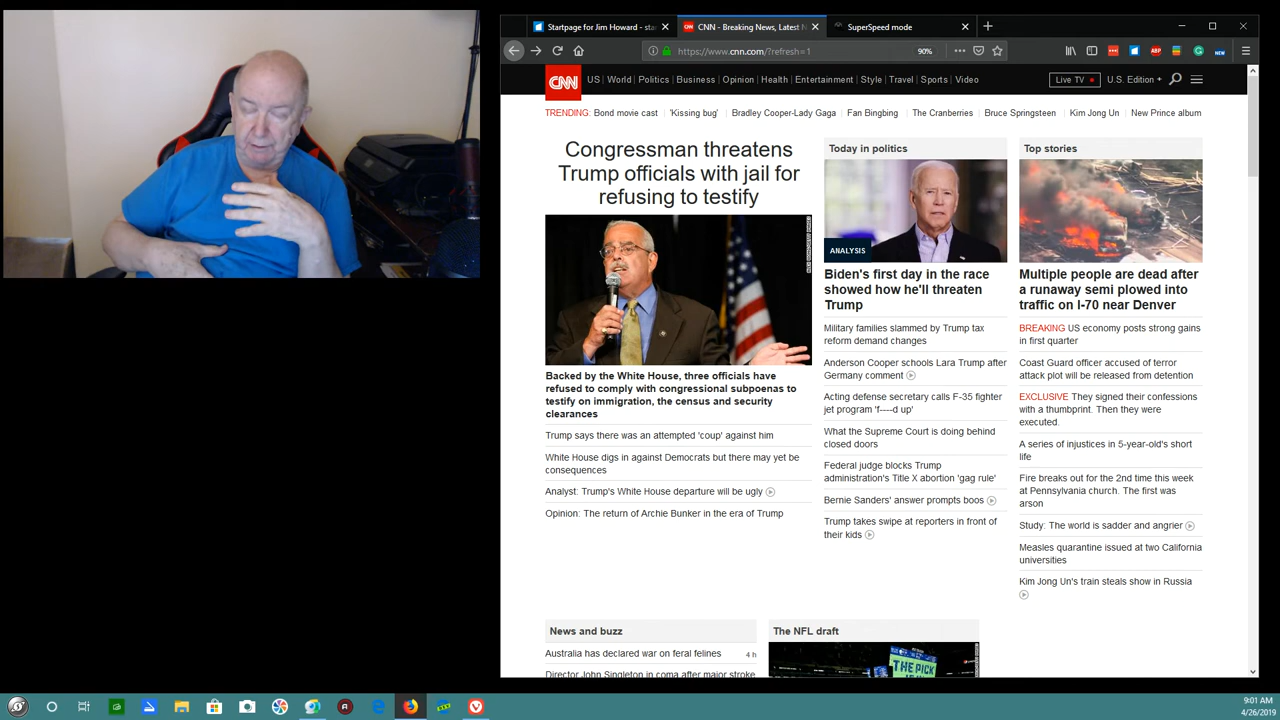 Startpage for Jim Howard - sta
CNN - Breaking News, Latest N
SuperSpeed mode
https://www.cnn.com/?refresh=1
90%
ABP
NEW
CNN
US World Politics Business Opinion Health Entertainment Style Travel Sports Video
Live TV
U.S. Edition +
TRENDING: Bond movie cast 'Kissing bug' Bradley Cooper-Lady Gaga Fan Bingbing The Cranberries Bruce Springsteen Kim Jong Un New Prince album
Congressman threatens
Trump officials with jail for
refusing to testify
Backed by the White House, three officials have
refused to comply with congressional subpoenas to
testify on immigration, the census and security
clearances
Trump says there was an attempted 'coup' against him
White House digs in against Democrats but there may yet be
consequences
Analyst: Trump's White House departure will be ugly
Opinion: The return of Archie Bunker in the era of Trump
Today in politics
ANALYSIS
Biden's first day in the race
showed how he'll threaten
Trump
Military families slammed by Trump tax
reform demand changes
Anderson Cooper schools Lara Trump after
Germany comment
Acting defense secretary calls F-35 fighter
jet program 'f----d up'
What the Supreme Court is doing behind
closed doors
Federal judge blocks Trump
administration's Title X abortion 'gag rule'
Bernie Sanders' answer prompts boos
Trump takes swipe at reporters in front of
their kids
Top stories
Multiple people are dead after
a runaway semi plowed into
traffic on I-70 near Denver
BREAKING US economy posts strong gains
in first quarter
Coast Guard officer accused of terror
attack plot will be released from detention
EXCLUSIVE They signed their confessions
with a thumbprint. Then they were
executed.
A series of injustices in 5-year-old's short
life
Fire breaks out for the 2nd time this week
at Pennsylvania church. The first was
arson
Study: The world is sadder and angrier
Measles quarantine issued at two California
universities
Kim Jong Un's train steals show in Russia
News and buzz
Australia has declared war on feral felines 4 h
Director John Singleton in coma after major stroke
The NFL draft
THE PICK
9:01 AM
4/26/2019